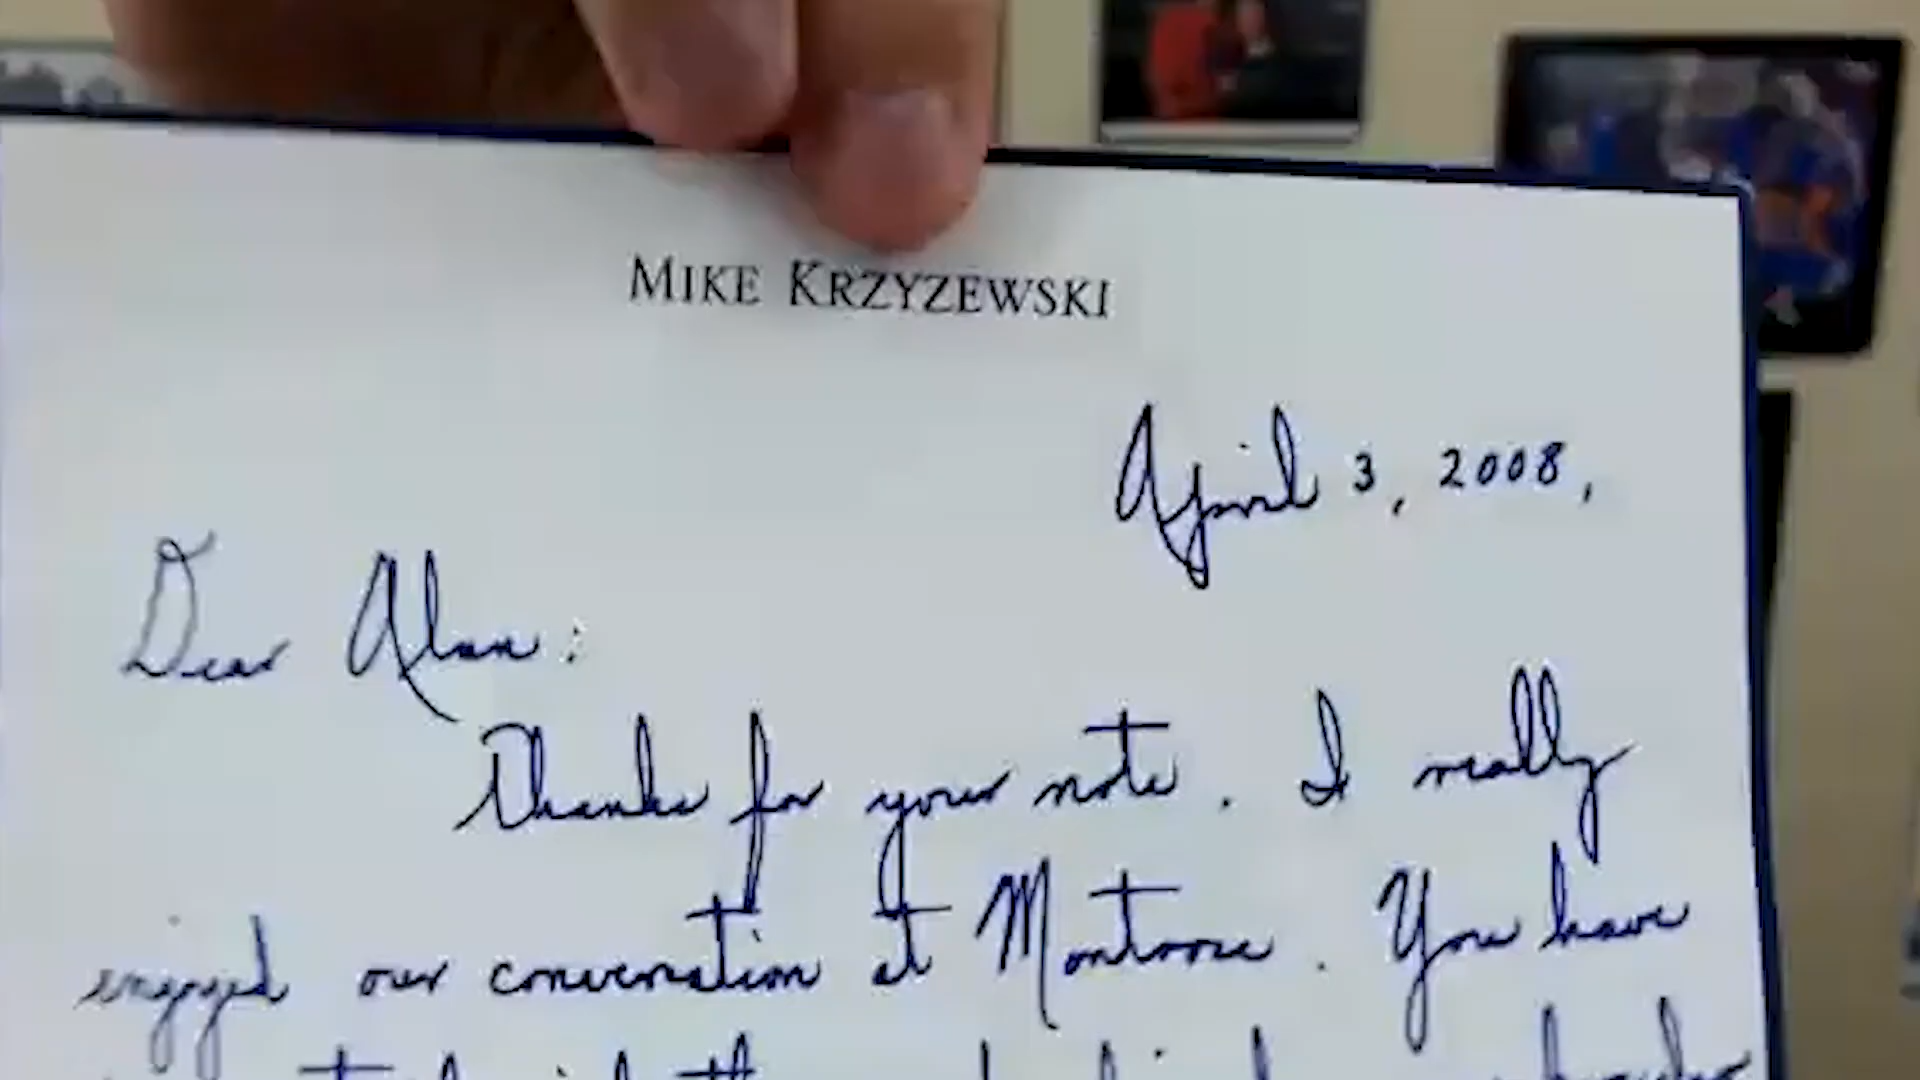 MIKE KRZYZEWSKI
April 3, 2008,
Dear Alan:
Thanks for your note. I really
enjoyed our conversation at Montrose. You have